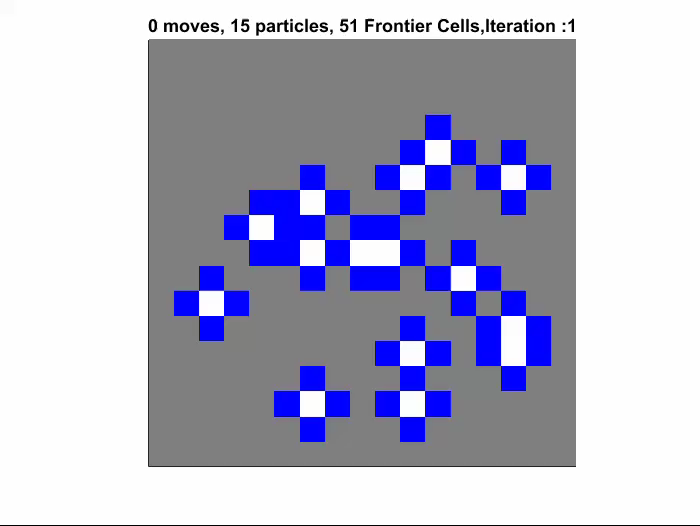 0 moves, 15 particles, 51 Frontier Cells,Iteration :1